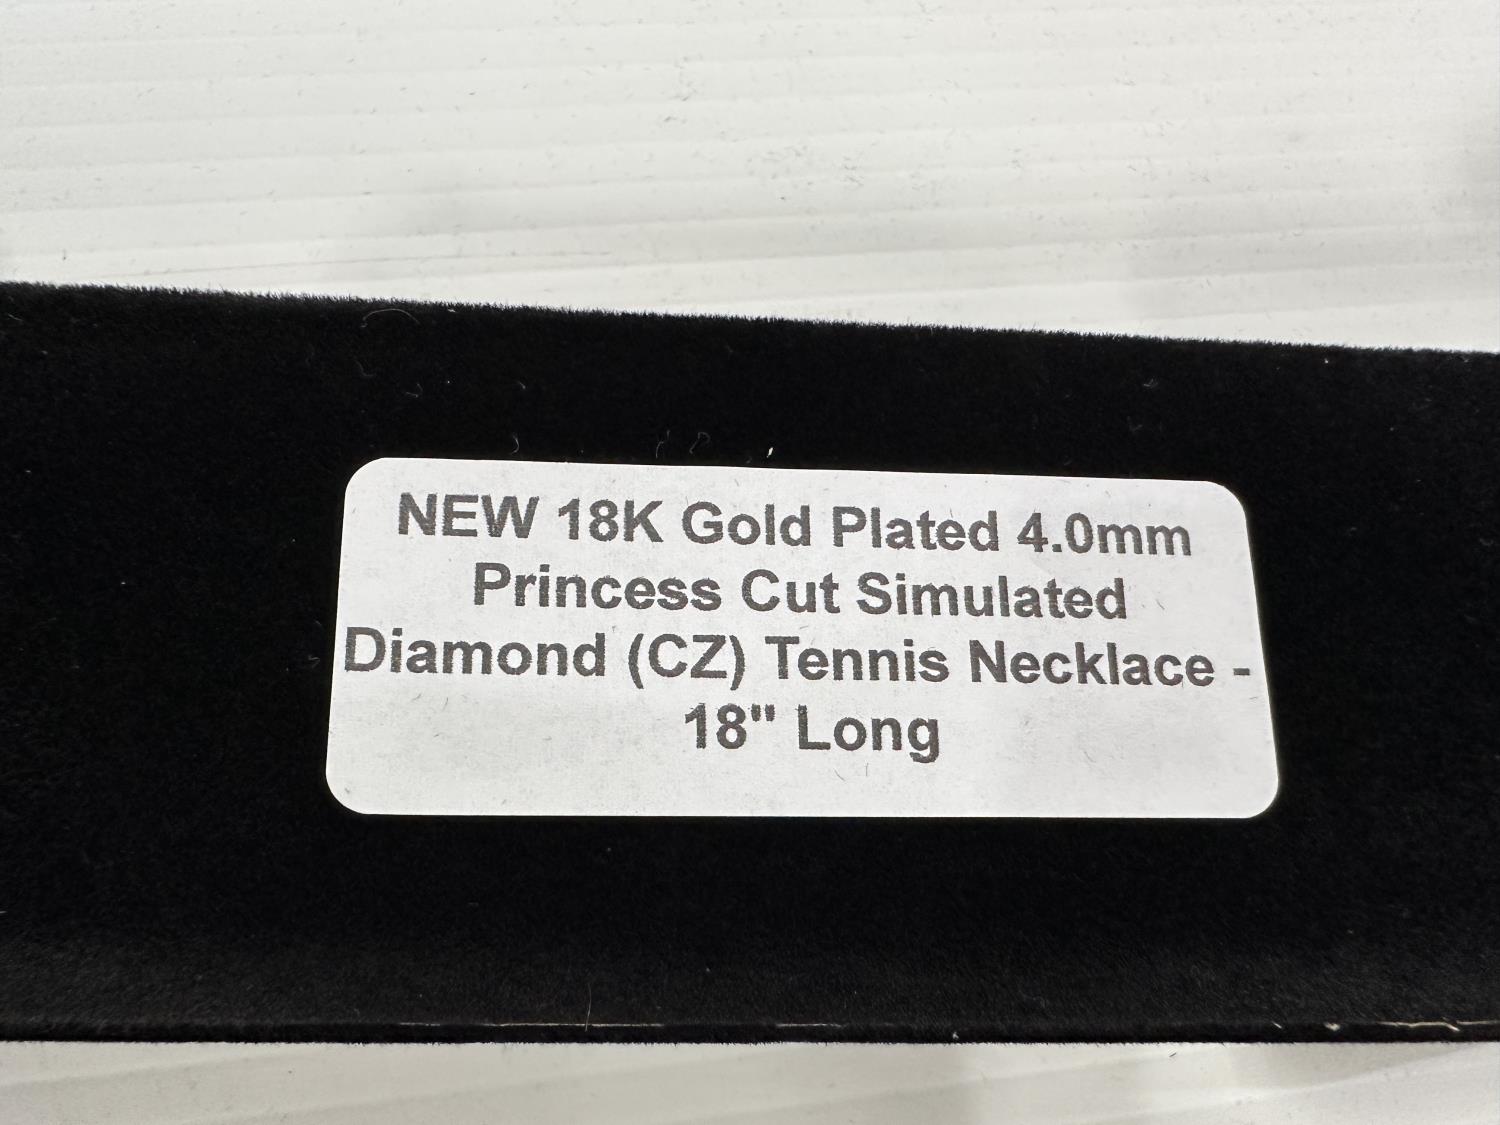 NEW 18K Gold Plated 4.0mm
Princess Cut Simulated
Diamond (CZ) Tennis Necklace -
18" Long